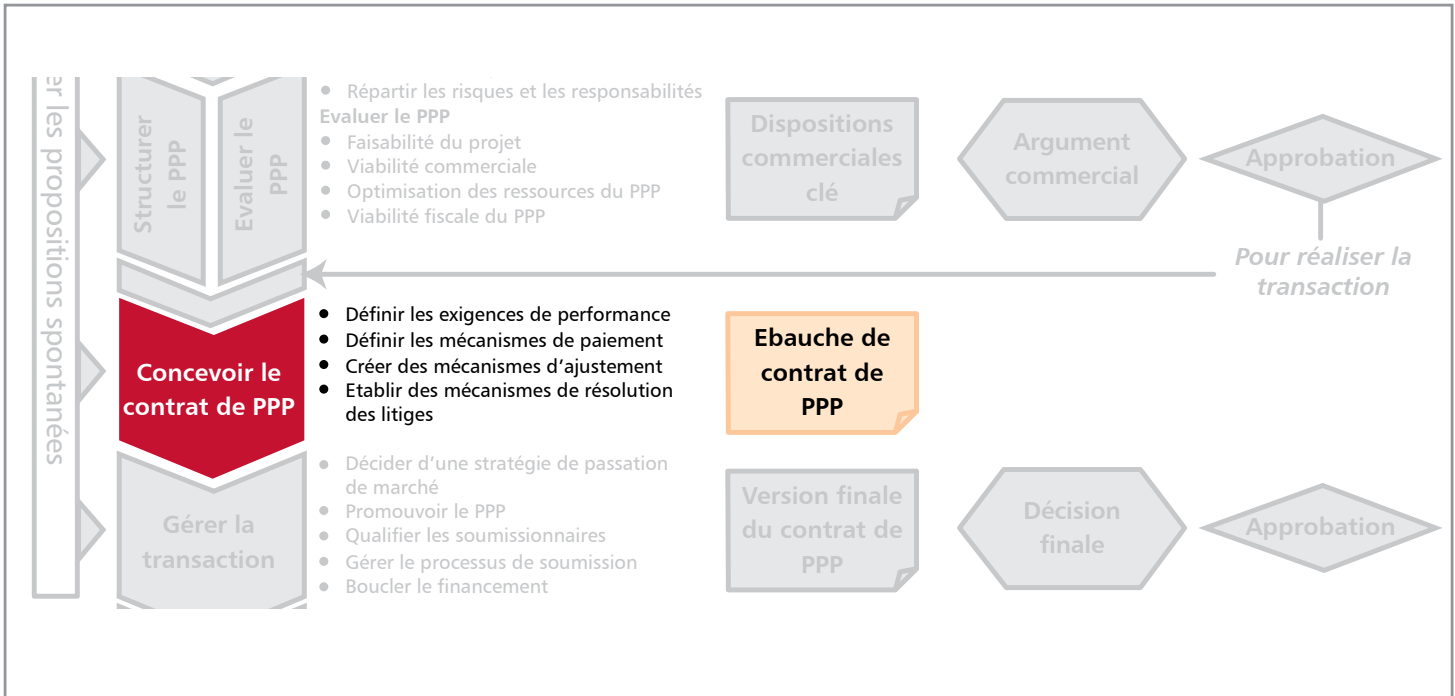 er les propositions spontanées
Structurer
le PPP
Evaluer le
PPP
• Répartir les risques et les responsabilités
Evaluer le PPP
• Faisabilité du projet
• Viabilité commerciale
• Optimisation des ressources du PPP
• Viabilité fiscale du PPP
Dispositions
commerciales
clé
Argument
commercial
Approbation
Pour réaliser la
transaction
Concevoir le
contrat de PPP
• Définir les exigences de performance
• Définir les mécanismes de paiement
• Créer des mécanismes d'ajustement
• Etablir des mécanismes de résolution
des litiges
Ebauche de
contrat de
PPP
Gérer la
transaction
• Décider d'une stratégie de passation
de marché
• Promouvoir le PPP
• Qualifier les soumissionnaires
• Gérer le processus de soumission
• Boucler le financement
Version finale
du contrat de
PPP
Décision
finale
Approbation